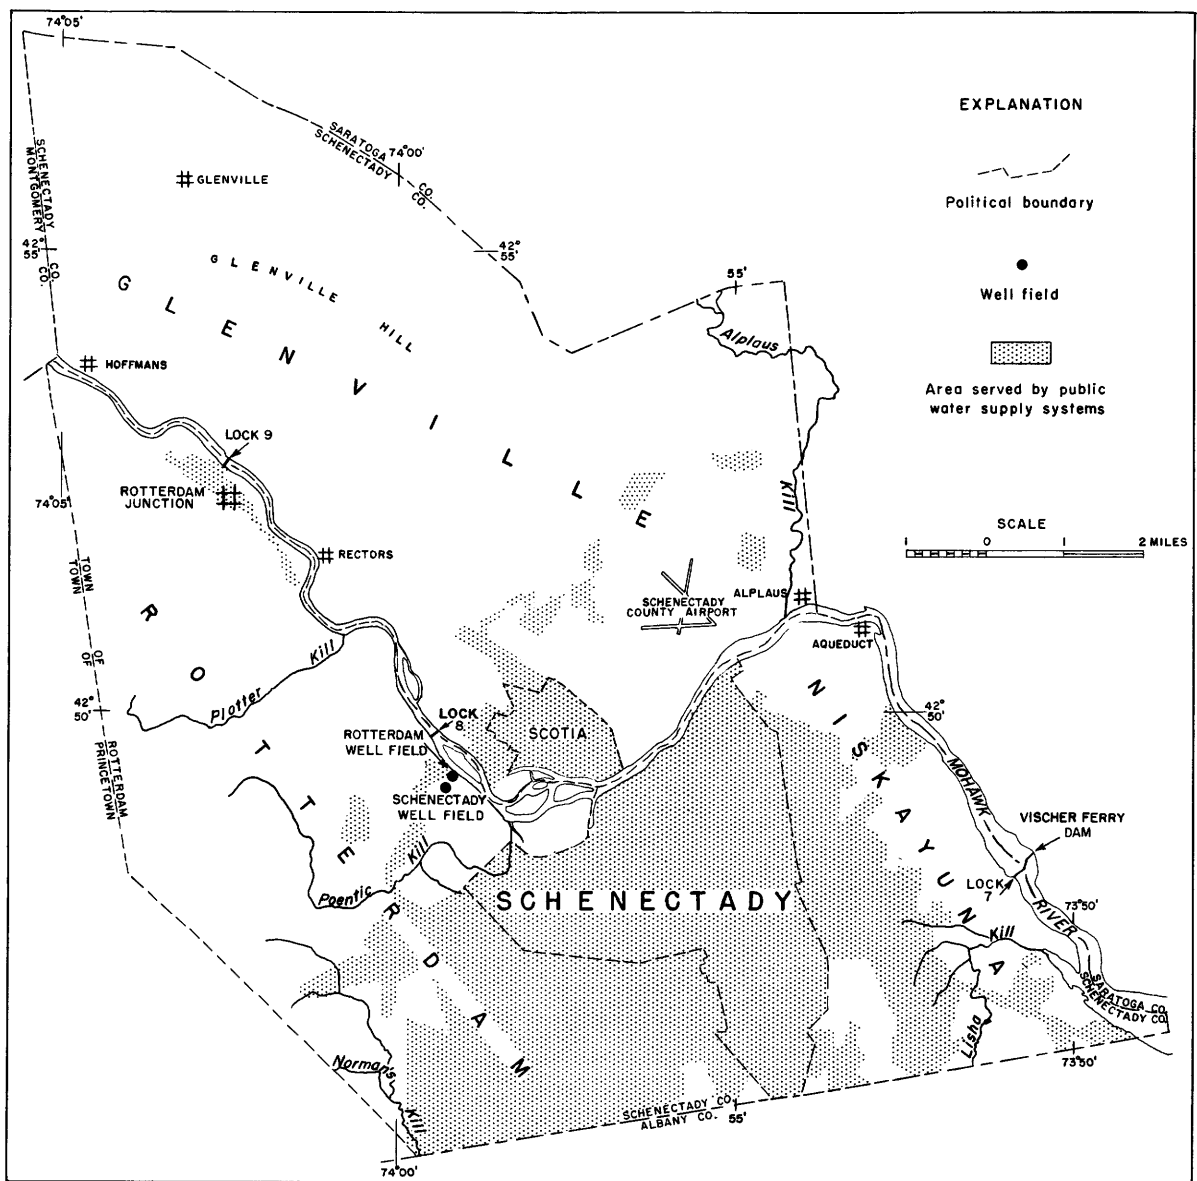 74°05'
SARATOGA CO.
SCHENECTADY CO.
74°00'
SCHENECTADY CO.
MONTGOMERY CO.
GLENVILLE
42°
55'
42°
55'
GLENVILLE HILL
GLENVILLE
55'
Alplaus
Kill
HOFFMANS
LOCK 9
ROTTERDAM
JUNCTION
74°05'
RECTORS
TOWN OF
TOWN OF
ROTTERDAM
PRINCETOWN
SCHENECTADY
COUNTY AIRPORT
ALPLAUS
AQUEDUCT
ROTTERDAM
Plotter Kill
42°
50'
LOCK
8
ROTTERDAM
WELL FIELD
SCOTIA
SCHENECTADY
WELL FIELD
NISKAYUNA
42°
50'
MOHAWK RIVER
VISCHER FERRY
DAM
LOCK
7
Poentic Kill
SCHENECTADY
73°50'
Kill
Lisha
SARATOGA CO.
SCHENECTADY CO.
Norman's
Kill
73°50'
SCHENECTADY CO.
ALBANY CO.
55'
74°00'
EXPLANATION
Political boundary
Well field
Area served by public
water supply systems
SCALE
1 0 1 2 MILES